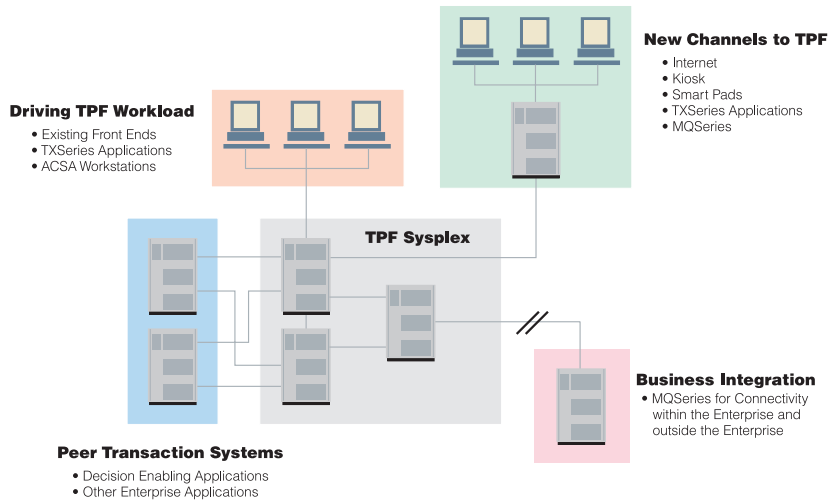 New Channels to TPF
• Internet
• Kiosk
• Smart Pads
• TXSeries Applications
• MQSeries
Driving TPF Workload
• Existing Front Ends
• TXSeries Applications
• ACSA Workstations
TPF Sysplex
Business Integration
• MQSeries for Connectivity
within the Enterprise and
outside the Enterprise
Peer Transaction Systems
• Decision Enabling Applications
• Other Enterprise Applications